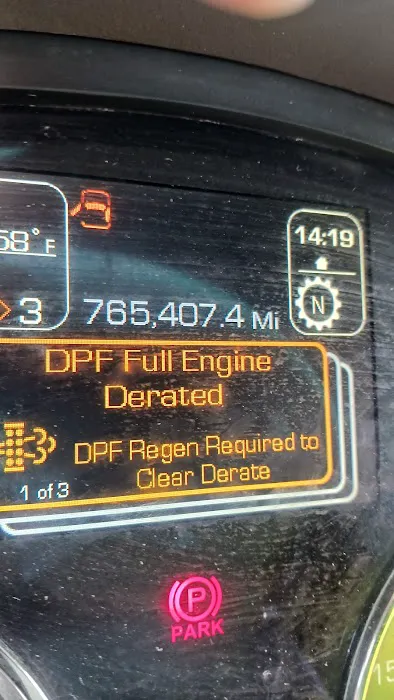 14:19
58°F
N
3
765,407.4 Mi
DPF Full Engine
Derated
DPF Regen Required to
Clear Derate
1 of 3
P
PARK
15